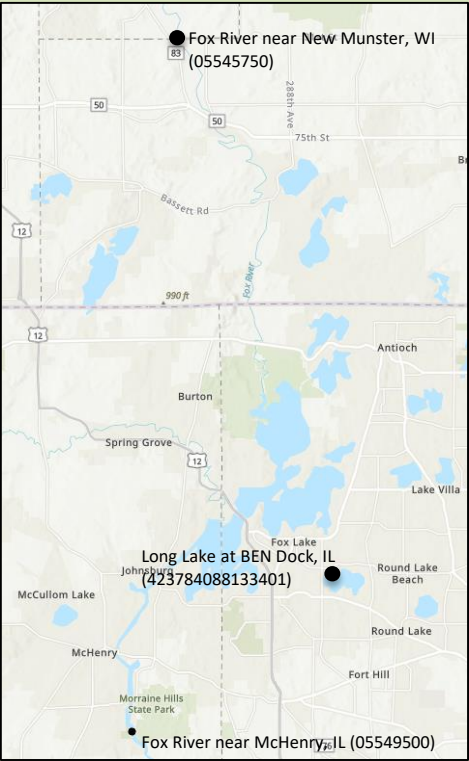 Fox River near New Munster, WI
(05545750)
83
50
50
288th Ave
75th St
Bassett Rd
12
Fox River
990 ft
12
Antioch
Burton
Spring Grove
12
Lake Villa
Fox Lake
Long Lake at BEN Dock, IL
(423784088133401)
Johnsburg
Round Lake
Beach
McCullom Lake
Round Lake
McHenry
Fort Hill
Morraine Hills
State Park
Fox River near McHenry, IL (05549500)